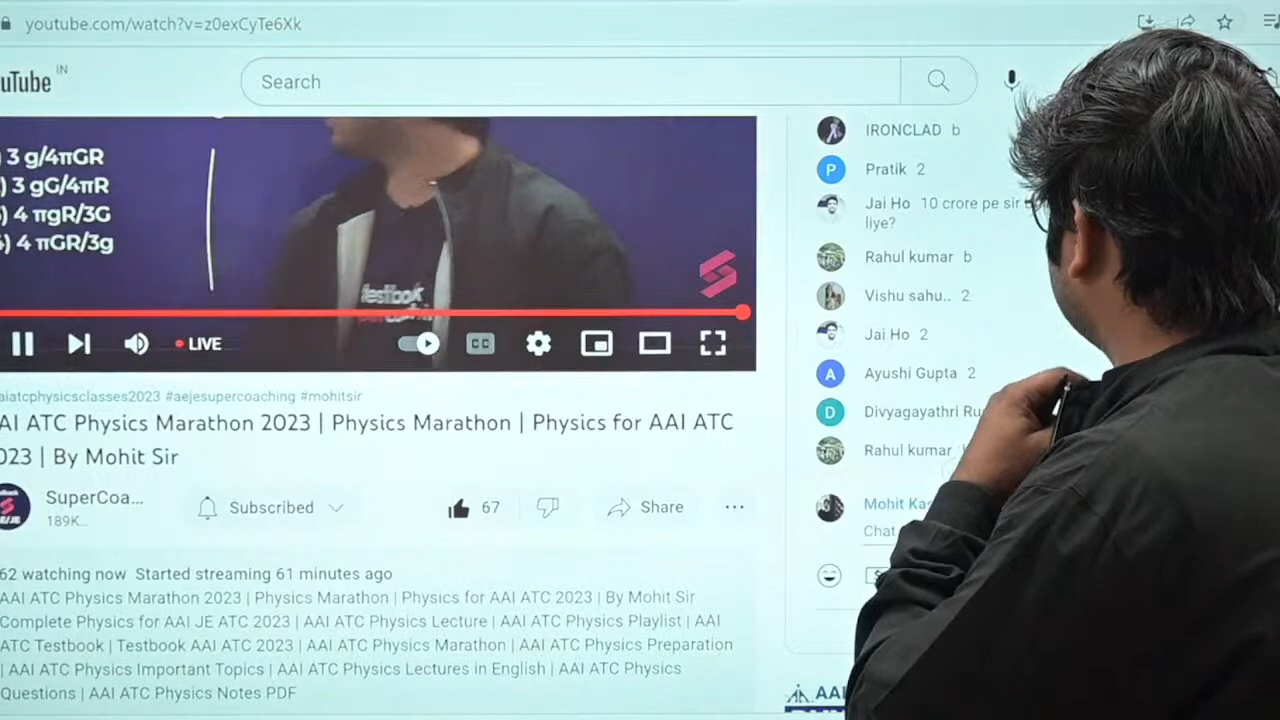 youtube.com/watch?v=z0exCyTe6Xk
uTube IN
Search
3 g/4πGR
) 3 gG/4πR
) 4 πgR/3G
) 4 πGR/3g
testbook
LIVE
CC
aiatcphysicsclasses2023 #aejesupercoaching #mohitsir
AI ATC Physics Marathon 2023 | Physics Marathon | Physics for AAI ATC
023 | By Mohit Sir
SuperCoa...
189K...
Subscribed
67
Share
62 watching now Started streaming 61 minutes ago
AAI ATC Physics Marathon 2023 | Physics Marathon | Physics for AAI ATC 2023 | By Mohit Sir
Complete Physics for AAI JE ATC 2023 | AAI ATC Physics Lecture | AAI ATC Physics Playlist | AAI
ATC Testbook | Testbook AAI ATC 2023 | AAI ATC Physics Marathon | AAI ATC Physics Preparation
| AAI ATC Physics Important Topics | AAI ATC Physics Lectures in English | AAI ATC Physics
Questions | AAI ATC Physics Notes PDF
IRONCLAD b
P
Pratik 2
Jai Ho 10 crore pe sir
liye?
Rahul kumar b
Vishu sahu.. 2
Jai Ho 2
A
Ayushi Gupta 2
D
Divyagayathri
Rahul kumar
Mohit
Chat
AAI